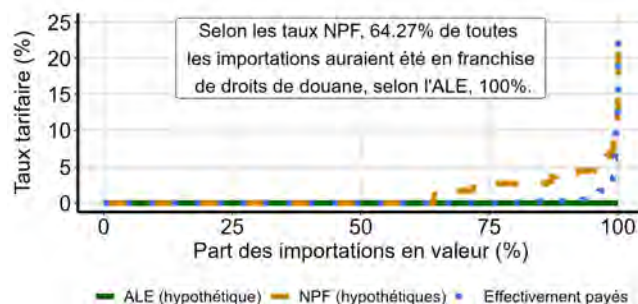 Selon les taux NPF, 64.27% de toutes
les importations auraient été en franchise
de droits de douane, selon l'ALE, 100%.
Taux tarifaire (%)
25
20
15
10
5
0
0 25 50 75 100
Part des importations en valeur (%)
ALE (hypothétique) NPF (hypothétiques) Effectivement payés